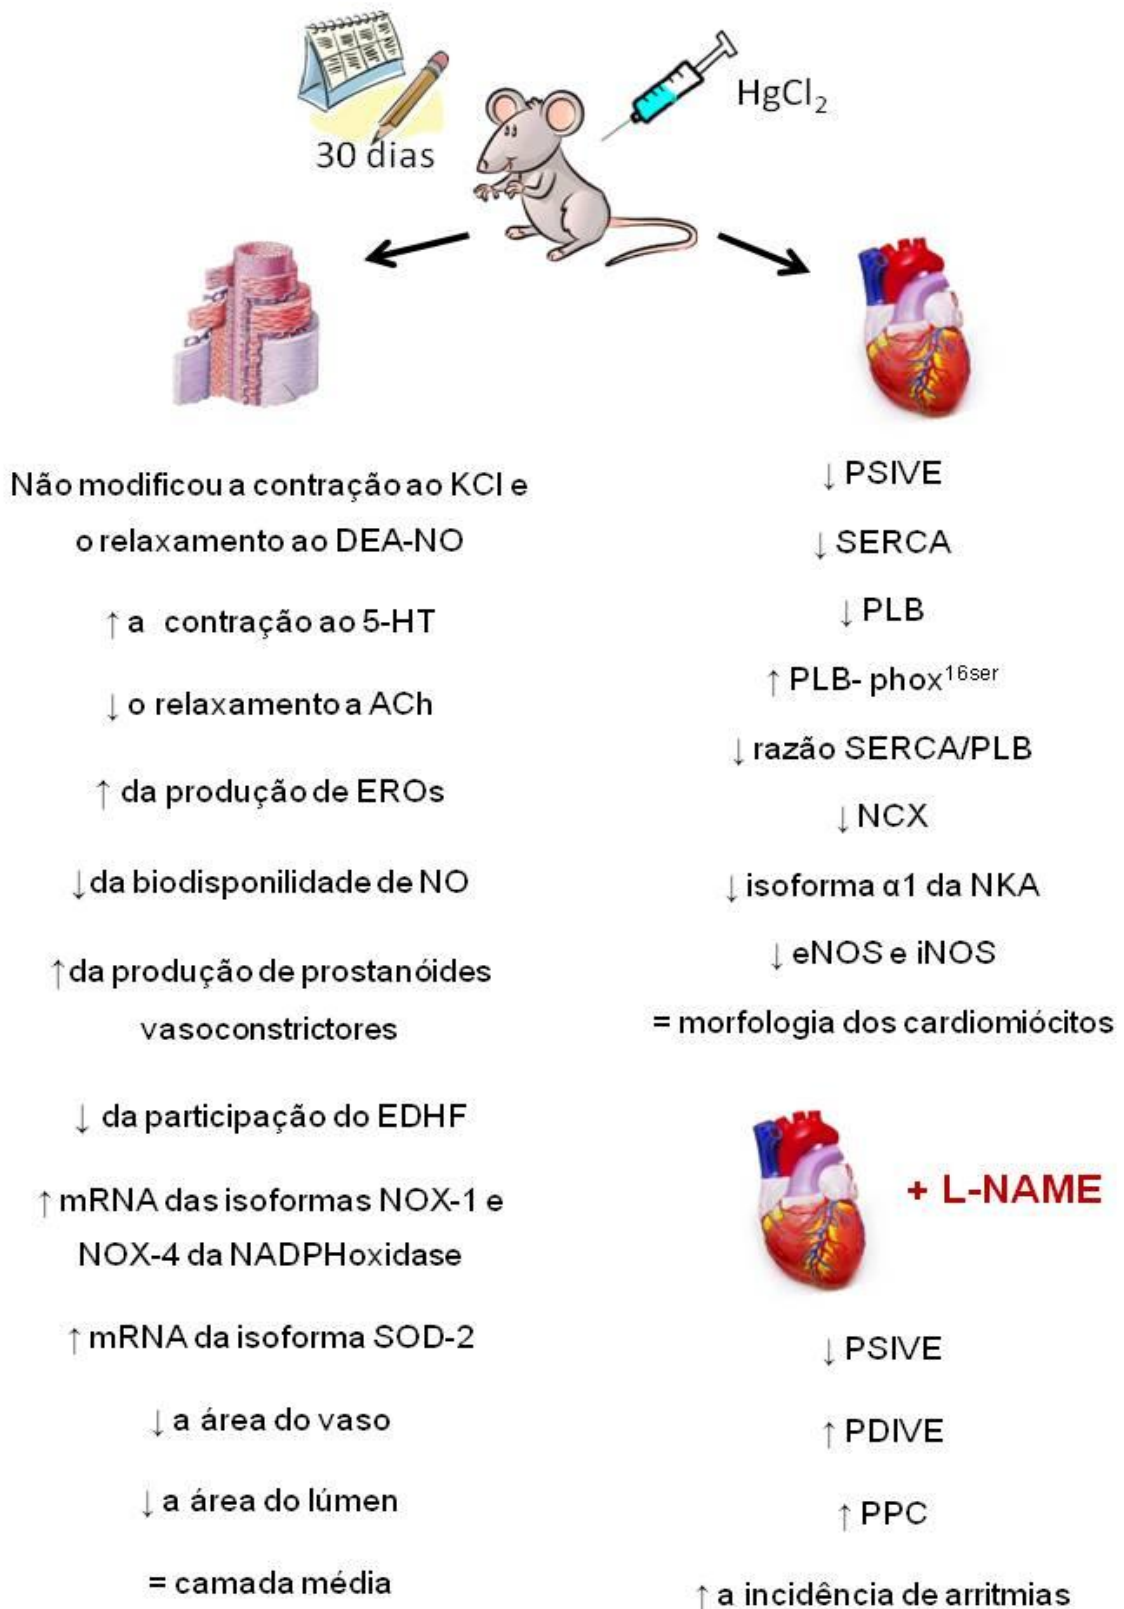 30 dias
HgCl₂
Não modificou a contração ao KCl e
o relaxamento ao DEA-NO
↑ a contração ao 5-HT
↓ o relaxamento a ACh
↑ da produção de EROs
↓ da biodisponilidade de NO
↑ da produção de prostanóides
vasoconstrictores
↓ da participação do EDHF
↑ mRNA das isoformas NOX-1 e
NOX-4 da NADPHoxidase
↑ mRNA da isoforma SOD-2
↓ a área do vaso
↓ a área do lúmen
= camada média
↓ PSIVE
↓ SERCA
↓ PLB
↑ PLB- phox¹⁶ˢᵉʳ
↓ razão SERCA/PLB
↓ NCX
↓ isoforma α1 da NKA
↓ eNOS e iNOS
= morfologia dos cardiomiócitos
+ L-NAME
↓ PSIVE
↑ PDIVE
↑ PPC
↑ a incidência de arritmias